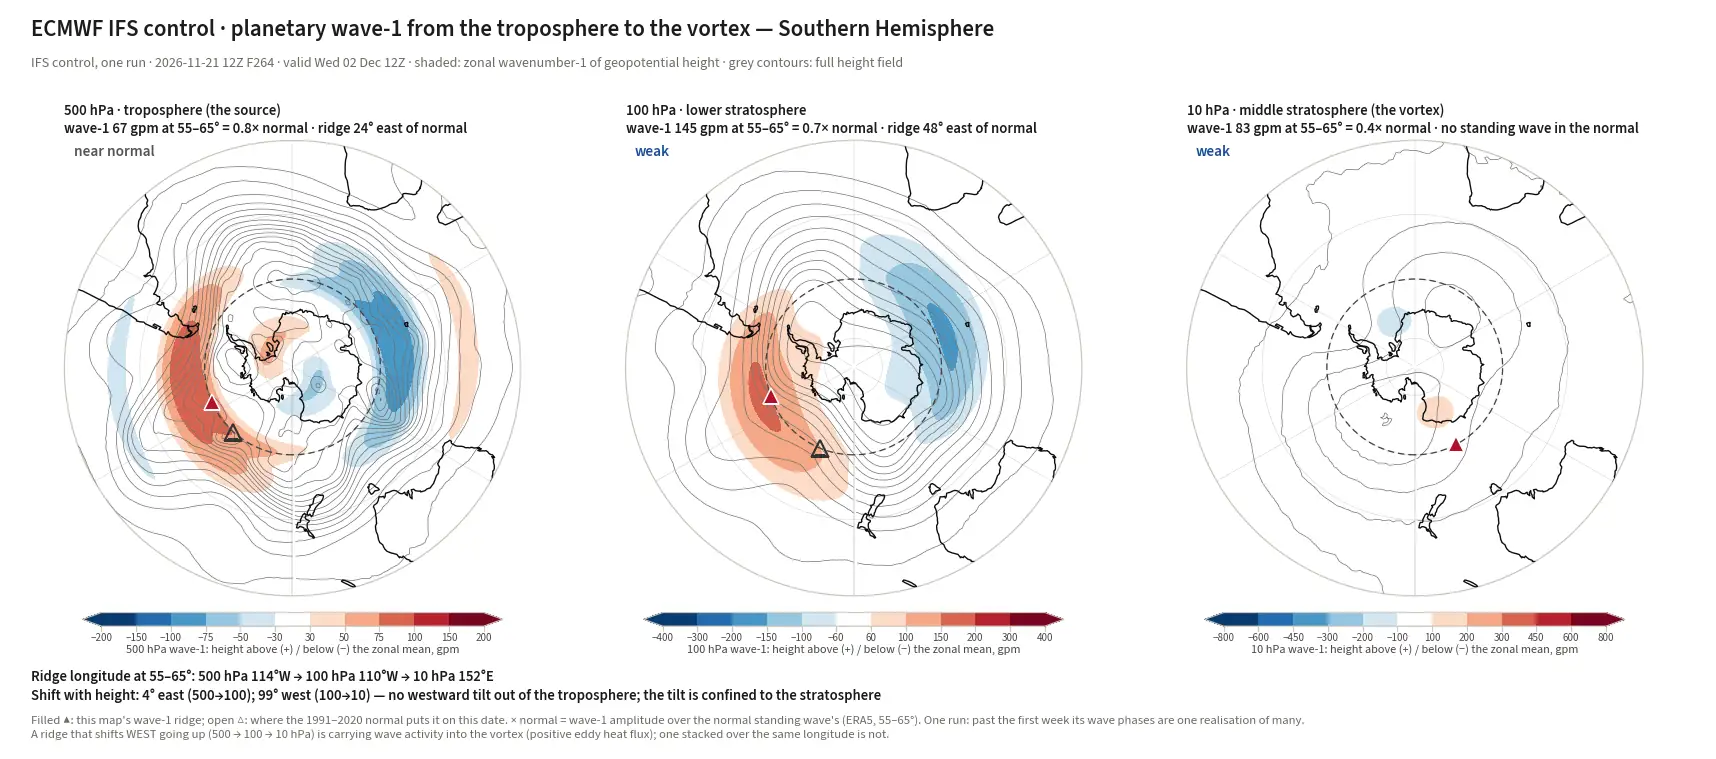 ECMWF IFS control · planetary wave-1 from the troposphere to the vortex — Southern Hemisphere
IFS control, one run · 2026-11-21 12Z F264 · valid Wed 02 Dec 12Z · shaded: zonal wavenumber-1 of geopotential height · grey contours: full height field
500 hPa · troposphere (the source)
wave-1 67 gpm at 55–65° = 0.8× normal · ridge 24° east of normal
near normal
100 hPa · lower stratosphere
wave-1 145 gpm at 55–65° = 0.7× normal · ridge 48° east of normal
weak
10 hPa · middle stratosphere (the vortex)
wave-1 83 gpm at 55–65° = 0.4× normal · no standing wave in the normal
weak
−200 −150 −100 −75 −50 −30 30 50 75 100 150 200
500 hPa wave-1: height above (+) / below (−) the zonal mean, gpm
−400 −300 −200 −150 −100 −60 60 100 150 200 300 400
100 hPa wave-1: height above (+) / below (−) the zonal mean, gpm
−800 −600 −450 −300 −200 −100 100 200 300 450 600 800
10 hPa wave-1: height above (+) / below (−) the zonal mean, gpm
Ridge longitude at 55–65°: 500 hPa 114°W → 100 hPa 110°W → 10 hPa 152°E
Shift with height: 4° east (500→100); 99° west (100→10) — no westward tilt out of the troposphere; the tilt is confined to the stratosphere
Filled ▲: this map's wave-1 ridge; open △: where the 1991–2020 normal puts it on this date. × normal = wave-1 amplitude over the normal standing wave's (ERA5, 55–65°). One run: past the first week its wave phases are one realisation of many.
A ridge that shifts WEST going up (500 → 100 → 10 hPa) is carrying wave activity into the vortex (positive eddy heat flux); one stacked over the same longitude is not.